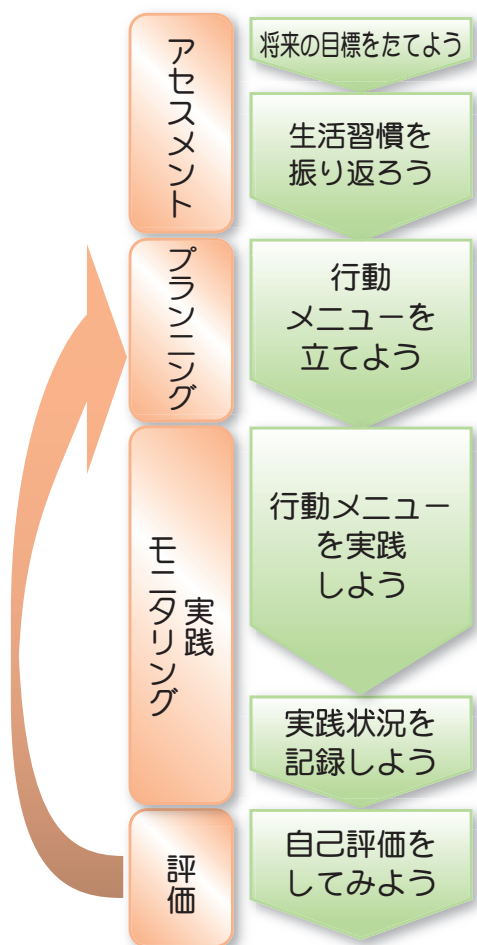 アセスメント
将来の目標をたてよう
生活習慣を
振り返ろう
プランニング
行動
メニューを
立てよう
実践
モニタリング
行動メニュー
を実践
しよう
実践状況を
記録しよう
評価
自己評価を
してみよう